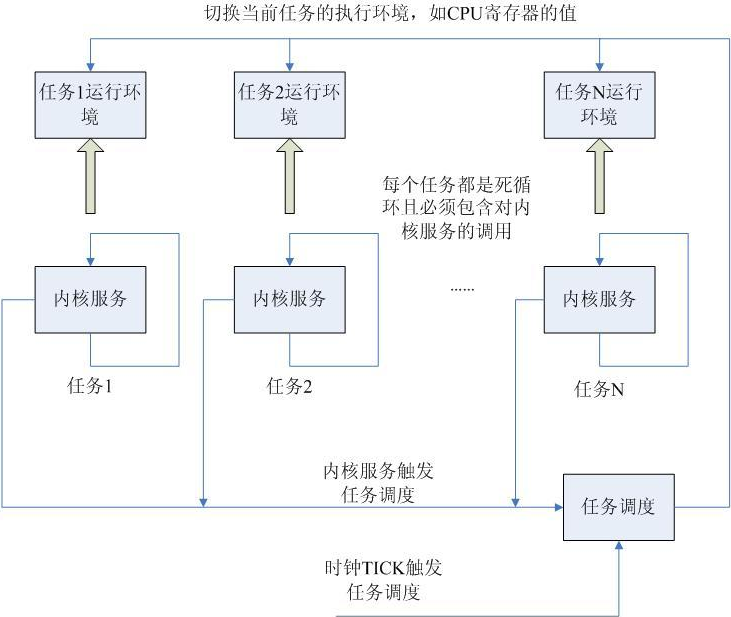 切换当前任务的执行环境，如CPU寄存器的值
任务1运行环
境
任务2运行环
境
任务N运行
环境
每个任务都是死循
环且必须包含对内
核服务的调用
内核服务
内核服务
......
内核服务
任务1
任务2
任务N
内核服务触发
任务调度
任务调度
时钟TICK触发
任务调度